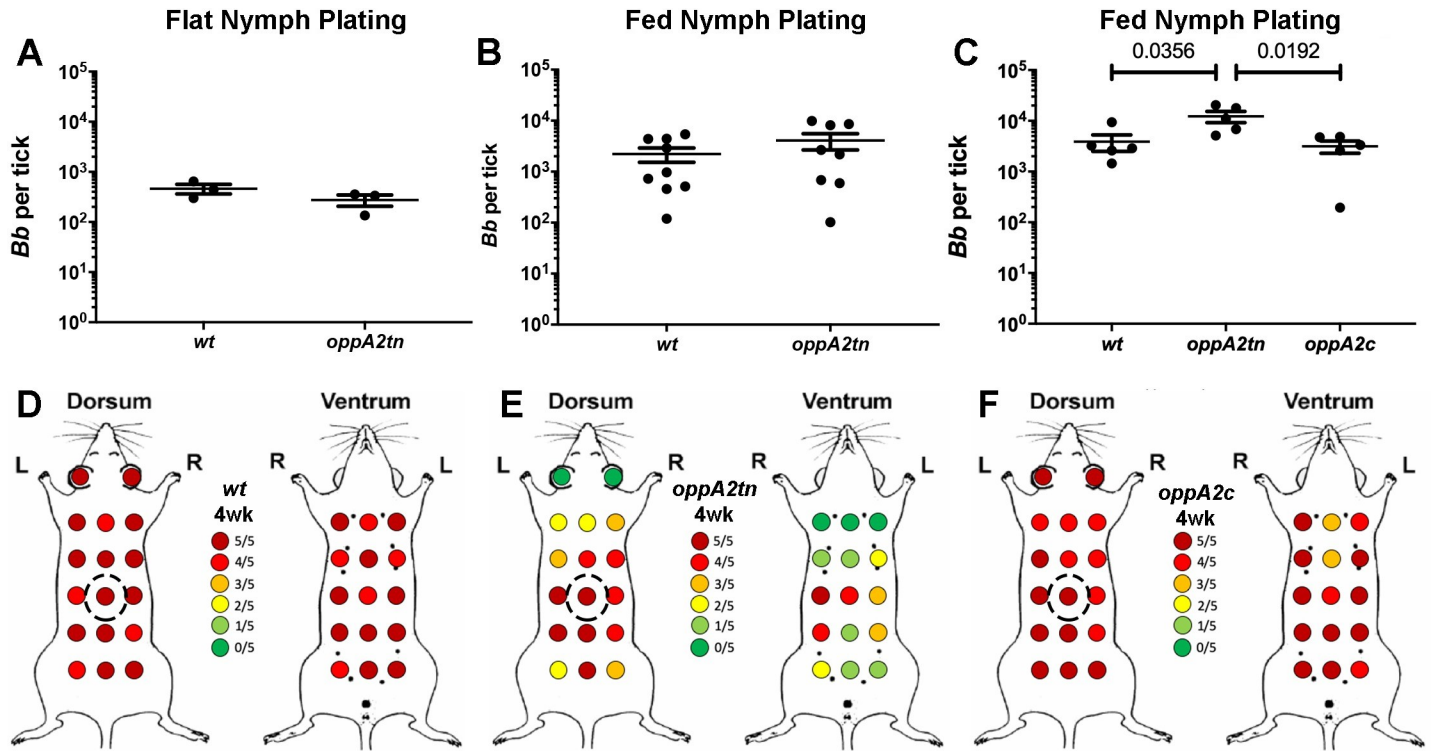 Flat Nymph Plating
Fed Nymph Plating
Fed Nymph Plating
A
10⁵
10⁴
10³
10²
10¹
10⁰
Bb per tick
wt
oppA2tn
B
10⁵
10⁴
10³
10²
10¹
10⁰
Bb per tick
wt
oppA2tn
C
0.0356
0.0192
10⁵
10⁴
10³
10²
10¹
10⁰
Bb per tick
wt
oppA2tn
oppA2c
D
Dorsum
Ventrum
L
R
R
L
wt
4wk
5/5
4/5
3/5
2/5
1/5
0/5
E
Dorsum
Ventrum
L
R
R
L
oppA2tn
4wk
5/5
4/5
3/5
2/5
1/5
0/5
F
Dorsum
Ventrum
L
R
R
L
oppA2c
4wk
5/5
4/5
3/5
2/5
1/5
0/5